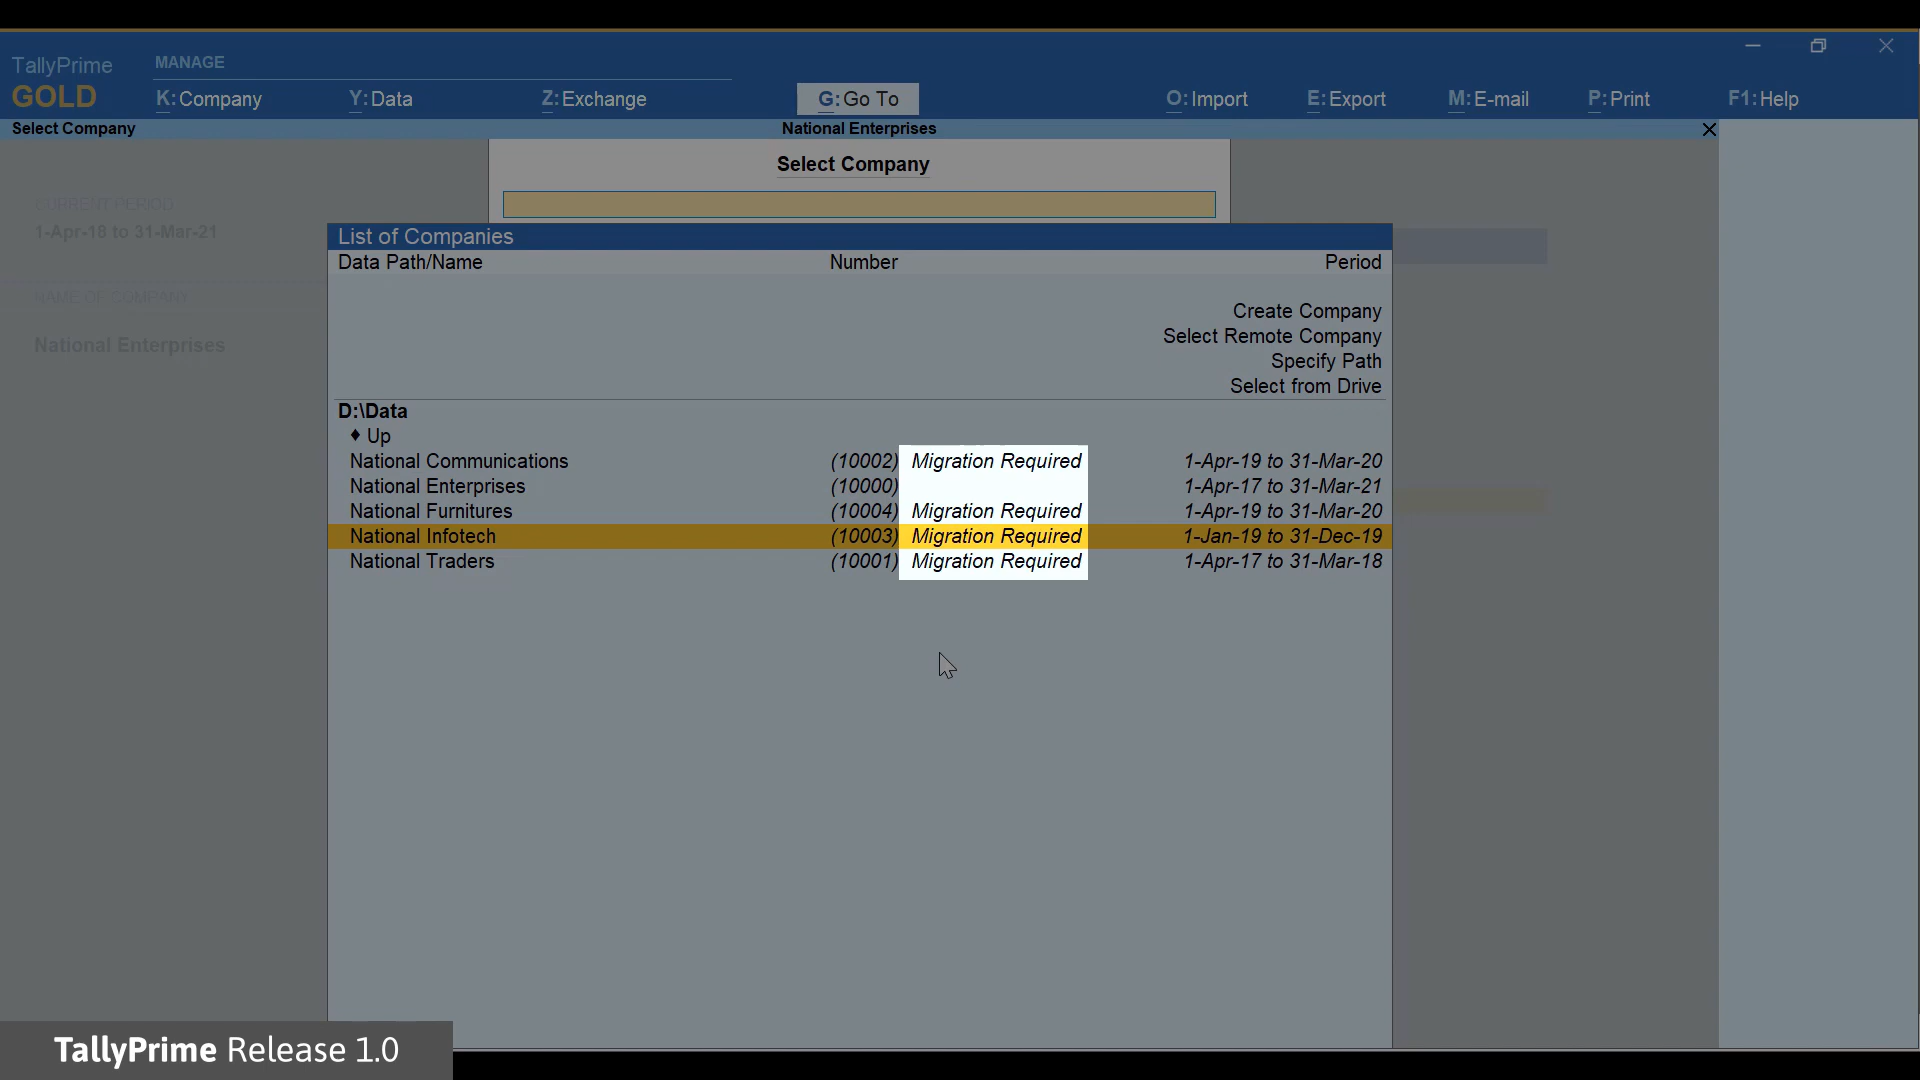 TallyPrime
GOLD
MANAGE
K:Company
Y:Data
Z:Exchange
G:Go To
O:Import
E:Export
M:E-mail
P:Print
F1:Help
Select Company
National Enterprises
Select Company
CURRENT PERIOD
1-Apr-18 to 31-Mar-21
NAME OF COMPANY
National Enterprises
List of Companies
Data Path/Name Number Period
Create Company
Select Remote Company
Specify Path
Select from Drive
D:\Data
♦ Up
National Communications (10002) Migration Required 1-Apr-19 to 31-Mar-20
National Enterprises (10000) 1-Apr-17 to 31-Mar-21
National Furnitures (10004) Migration Required 1-Apr-19 to 31-Mar-20
National Infotech (10003) Migration Required 1-Jan-19 to 31-Dec-19
National Traders (10001) Migration Required 1-Apr-17 to 31-Mar-18
TallyPrime Release 1.0